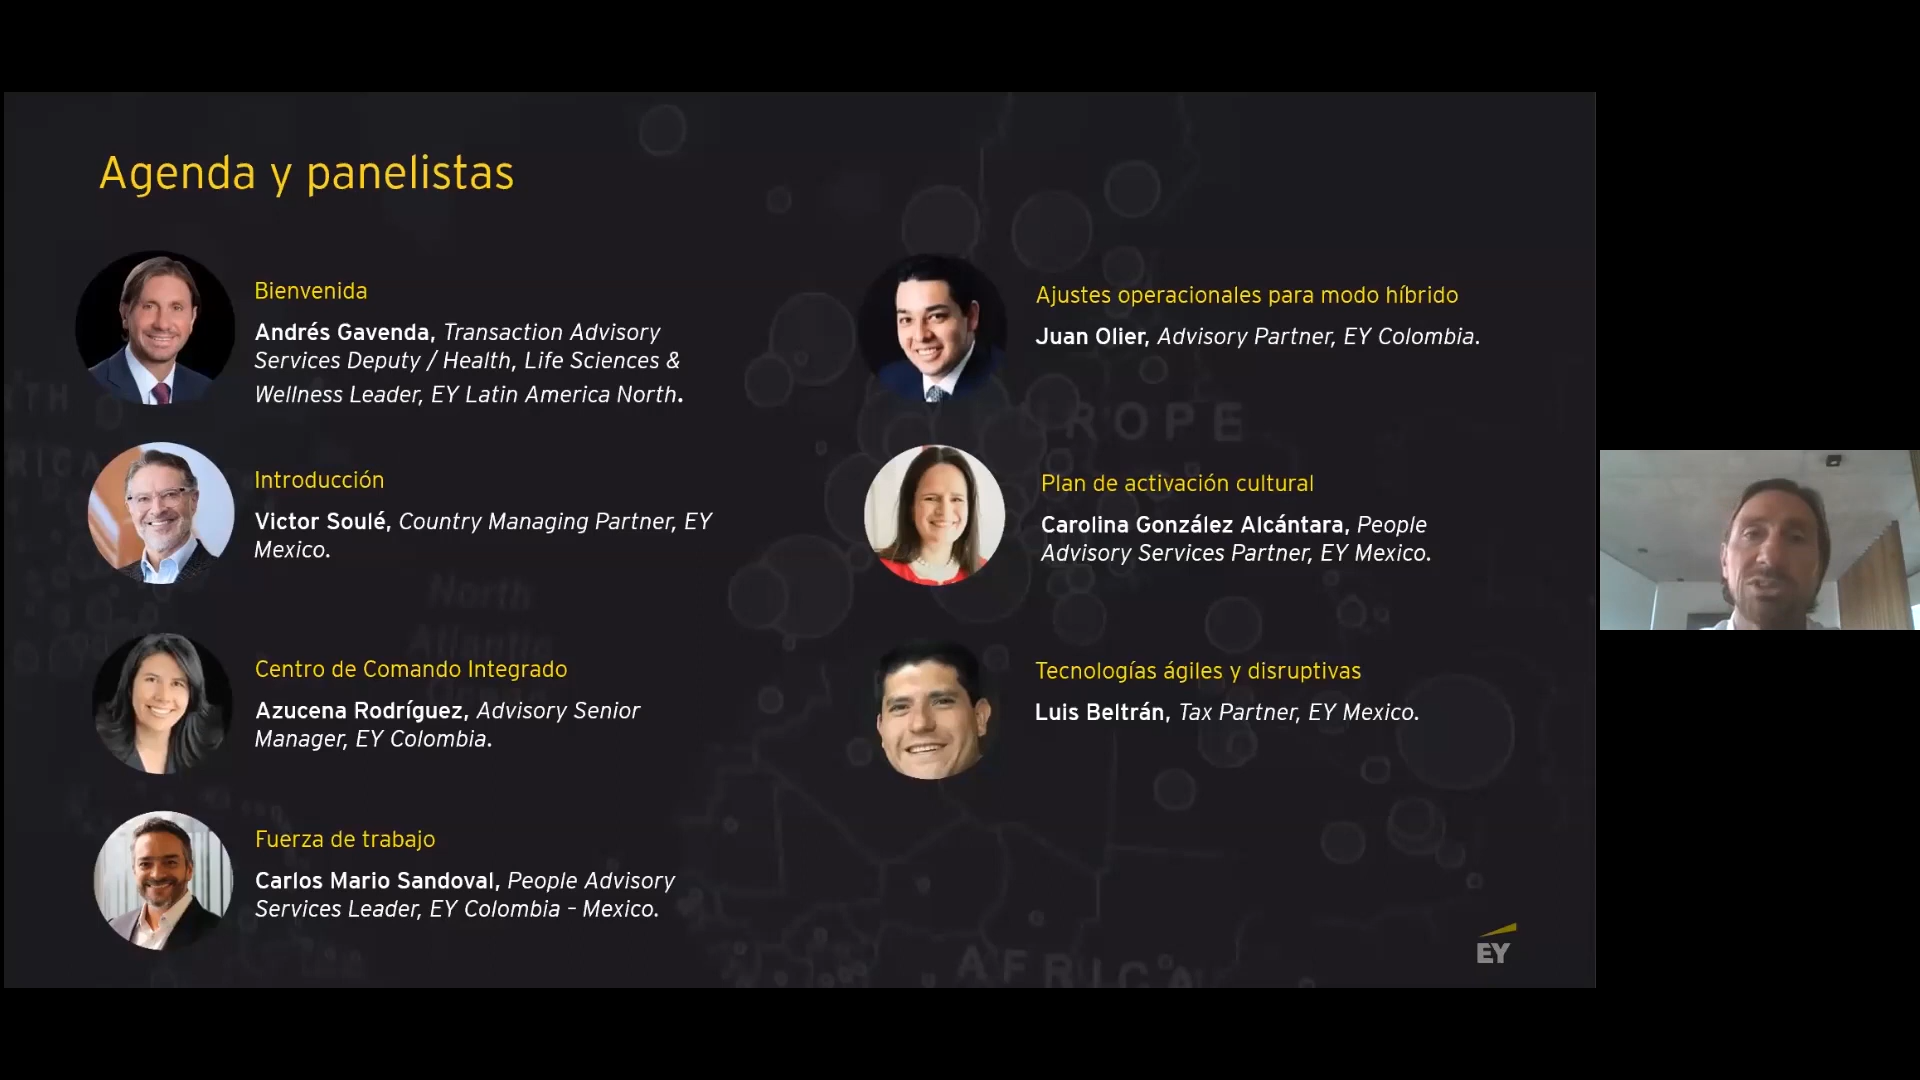 Agenda y panelistas
Bienvenida
Andrés Gavenda, Transaction Advisory
Services Deputy / Health, Life Sciences &
Wellness Leader, EY Latin America North.
Introducción
Victor Soulé, Country Managing Partner, EY
Mexico.
Centro de Comando Integrado
Azucena Rodríguez, Advisory Senior
Manager, EY Colombia.
Fuerza de trabajo
Carlos Mario Sandoval, People Advisory
Services Leader, EY Colombia – Mexico.
Ajustes operacionales para modo híbrido
Juan Olier, Advisory Partner, EY Colombia.
Plan de activación cultural
Carolina González Alcántara, People
Advisory Services Partner, EY Mexico.
Tecnologías ágiles y disruptivas
Luis Beltrán, Tax Partner, EY Mexico.
North
Atlantic
AFRICA
EY